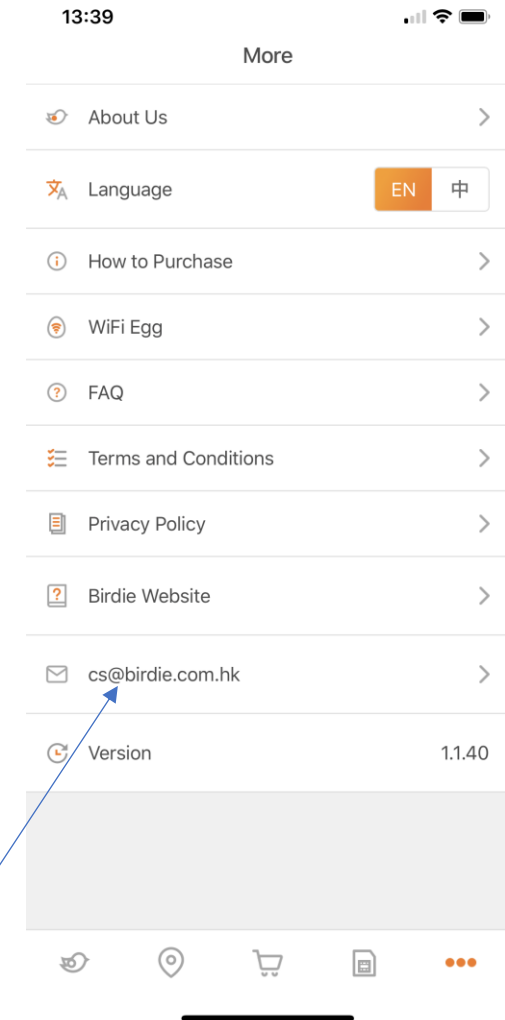 13:39
More
About Us
Language EN 中
How to Purchase
WiFi Egg
FAQ
Terms and Conditions
Privacy Policy
Birdie Website
cs@birdie.com.hk
Version 1.1.40